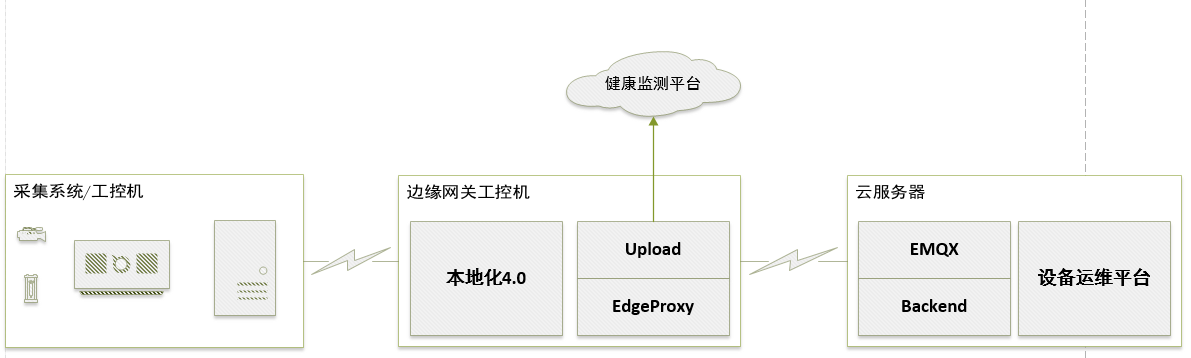 健康监测平台
采集系统/工控机
边缘网关工控机
云服务器
本地化4.0
Upload
EdgeProxy
EMQX
Backend
设备运维平台